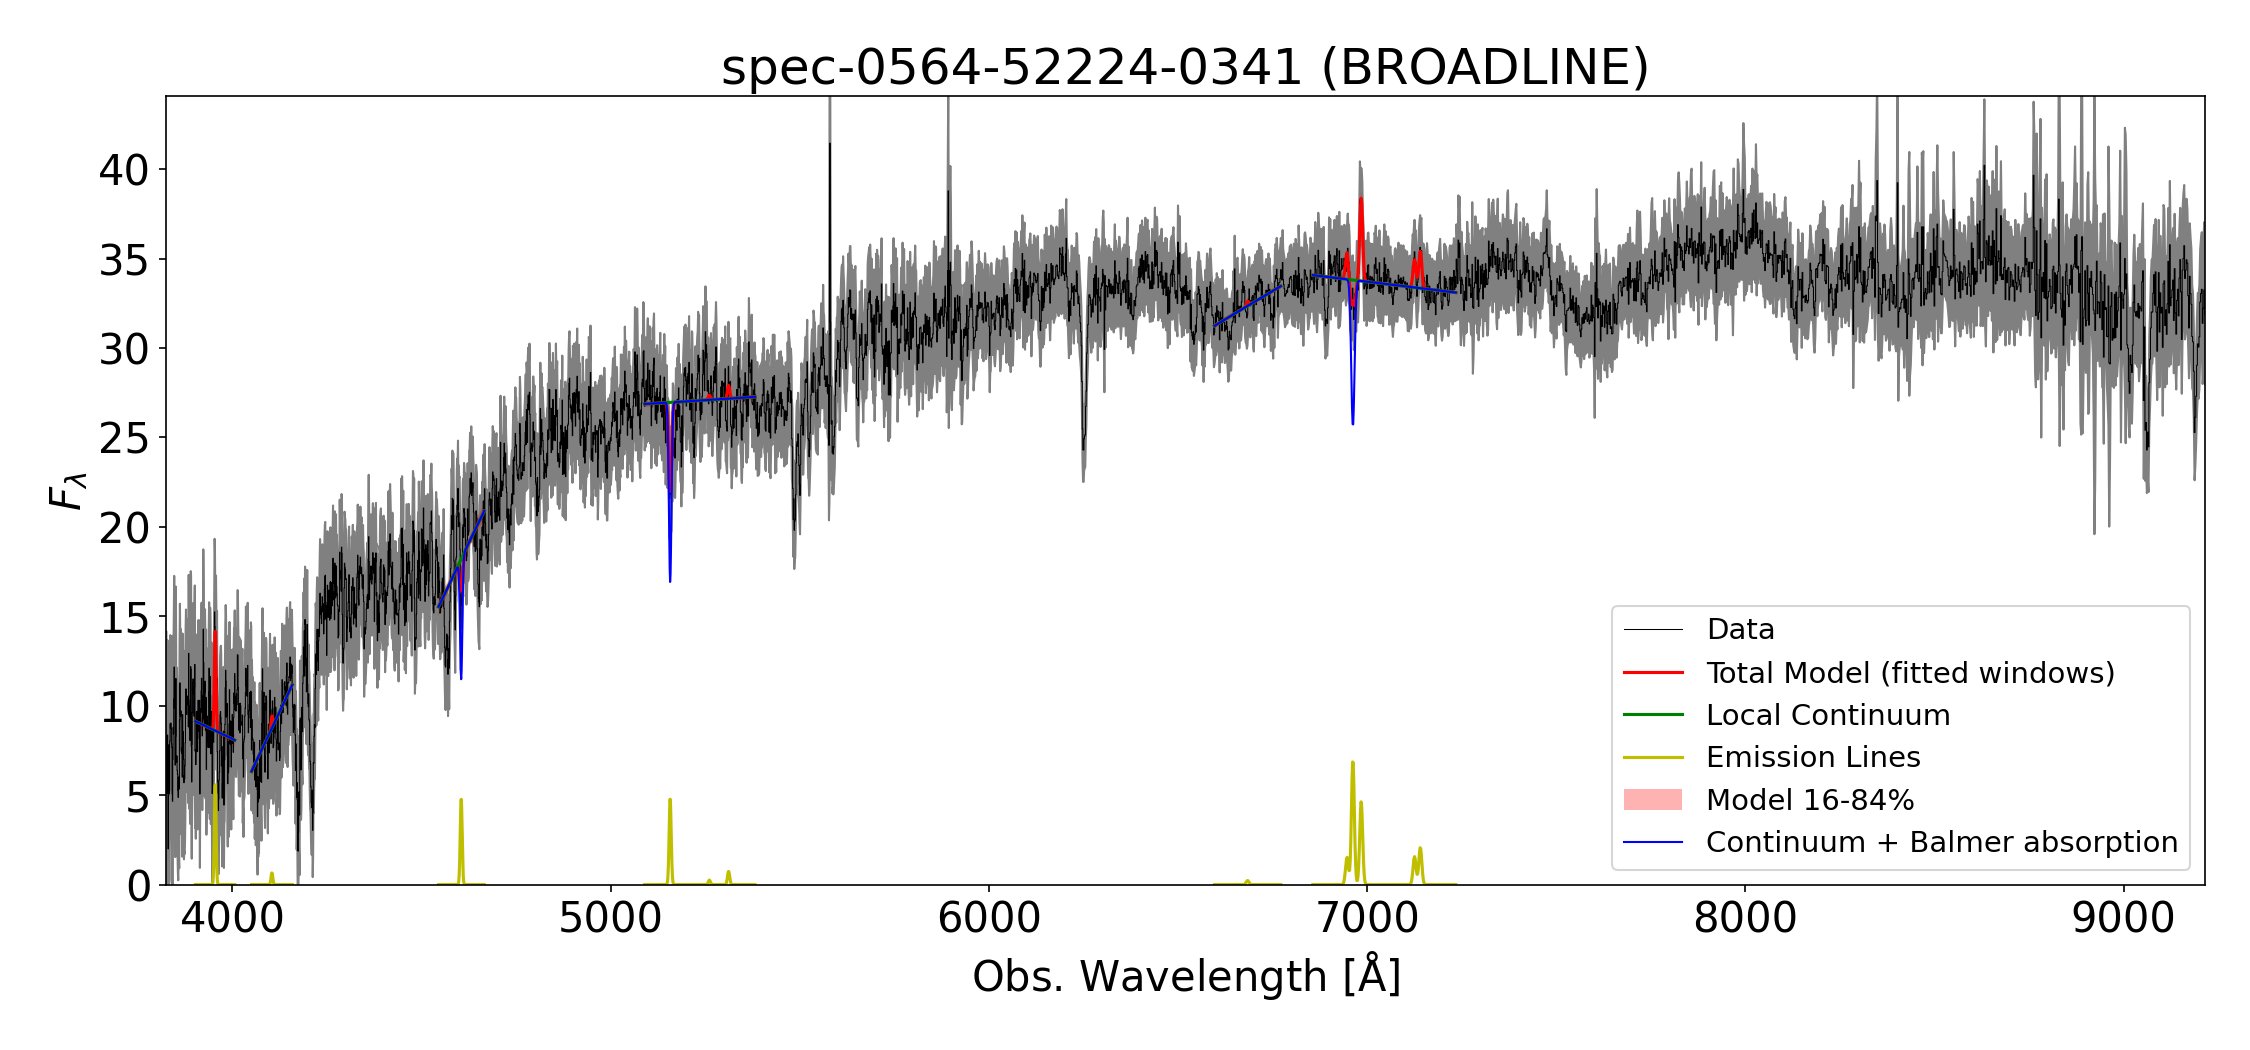 spec-0564-52224-0341 (BROADLINE)
40
35
30
25
20
15
10
5
0
Fλ
4000 5000 6000 7000 8000 9000
Obs. Wavelength [Å]
Data
Total Model (fitted windows)
Local Continuum
Emission Lines
Model 16-84%
Continuum + Balmer absorption